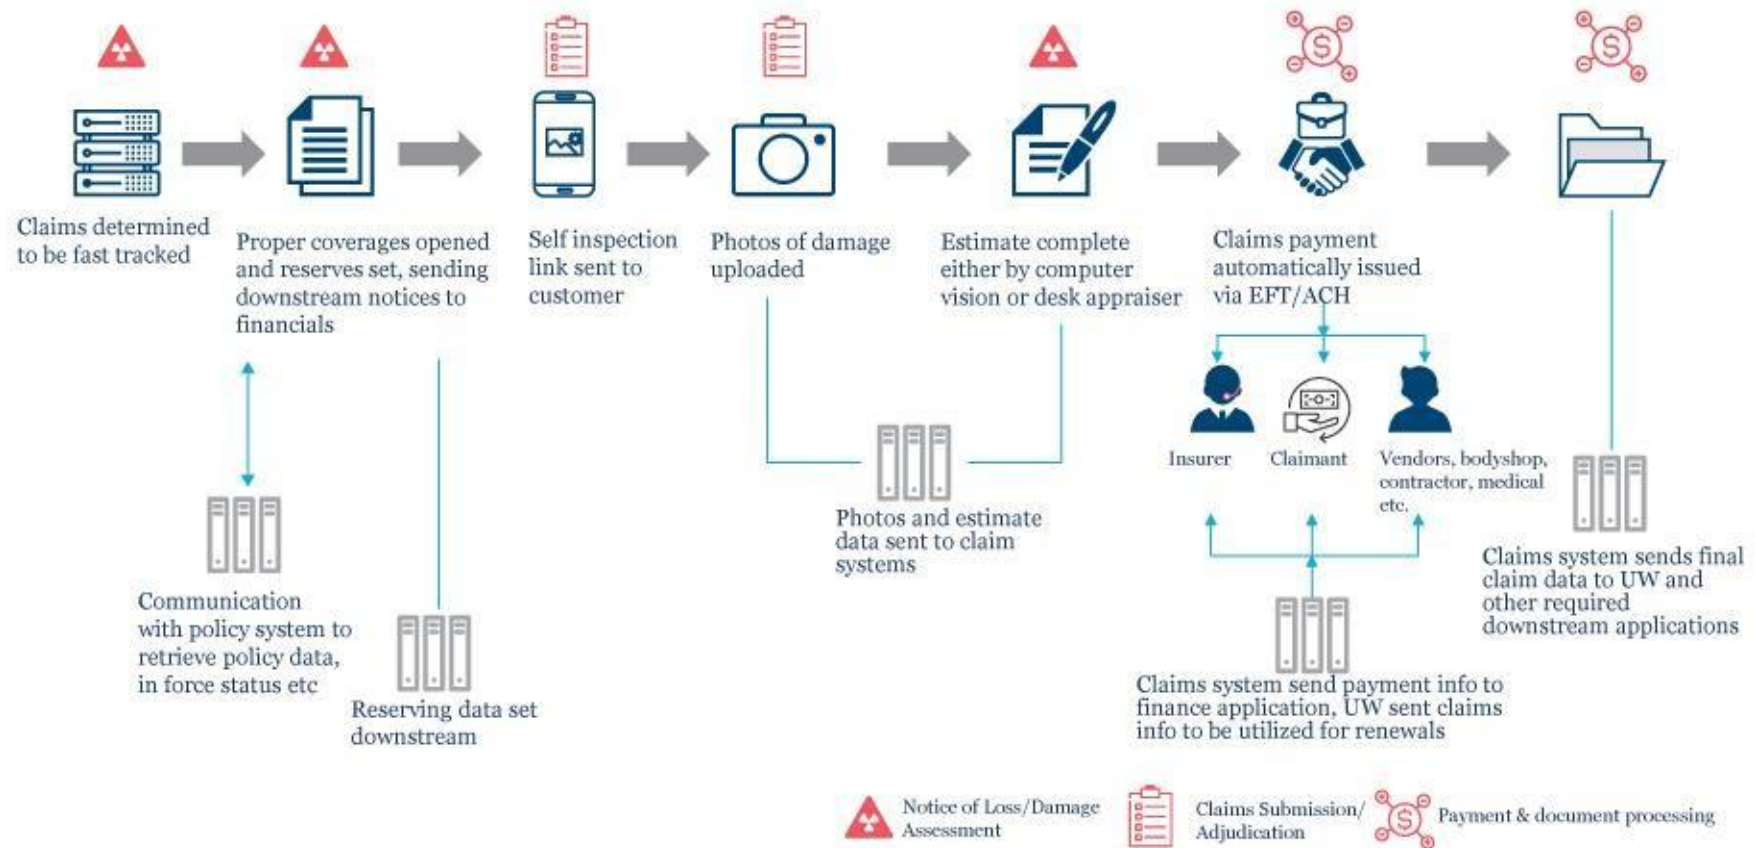 Claims determined
to be fast tracked
Proper coverages opened
and reserves set, sending
downstream notices to
financials
Self inspection
link sent to
customer
Photos of damage
uploaded
Estimate complete
either by computer
vision or desk appraiser
Claims payment
automatically issued
via EFT/ACH
Insurer
Claimant
Vendors, bodyshop,
contractor, medical
etc.
Photos and estimate
data sent to claim
systems
Communication
with policy system to
retrieve policy data,
in force status etc
Reserving data set
downstream
Claims system send payment info to
finance application, UW sent claims
info to be utilized for renewals
Claims system sends final
claim data to UW and
other required
downstream applications
Notice of Loss/Damage
Assessment
Claims Submission/
Adjudication
Payment & document processing